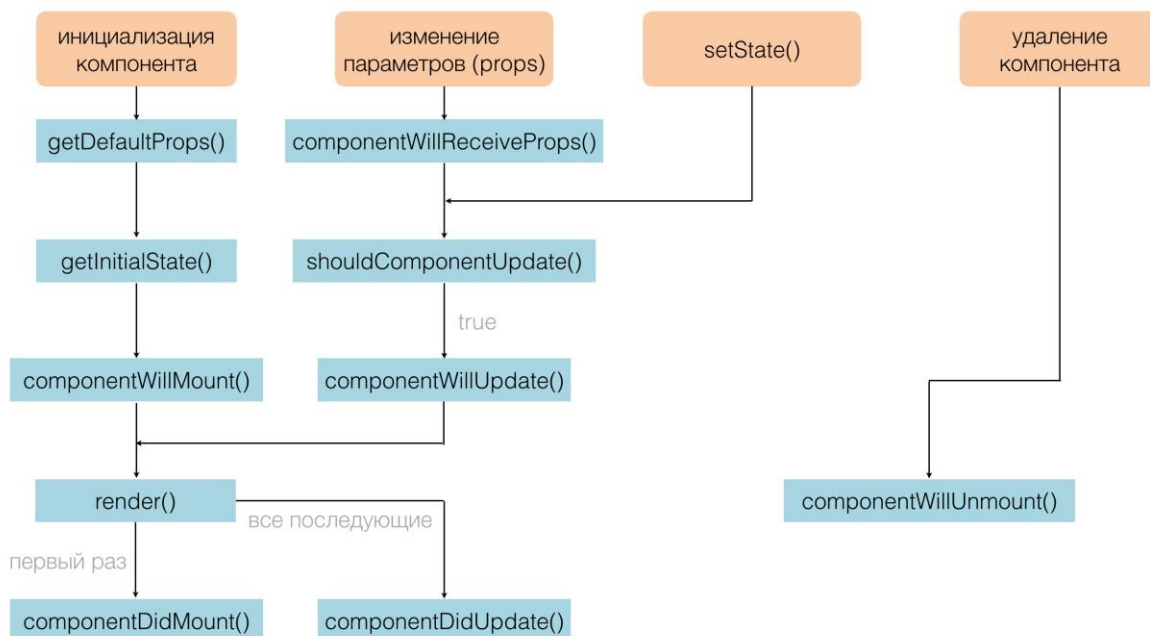 инициализация
компонента
изменение
параметров (props)
setState()
удаление
компонента
getDefaultProps()
componentWillReceiveProps()
getInitialState()
shouldComponentUpdate()
true
componentWillMount()
componentWillUpdate()
render()
все последующие
componentWillUnmount()
первый раз
componentDidMount()
componentDidUpdate()